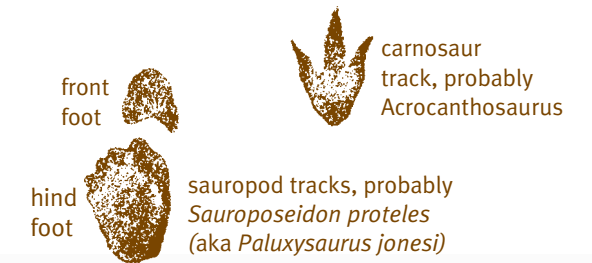 carnosaur
track, probably
Acrocanthosaurus
front
foot
hind
foot
sauropod tracks, probably
Sauroposeidon proteles
(aka Paluxysaurus jonesi)